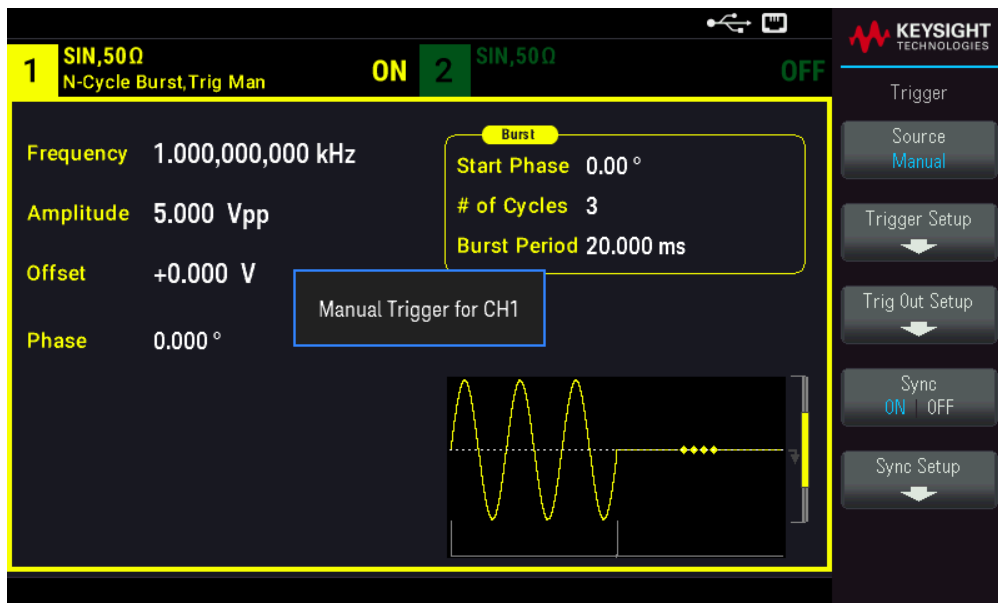 1
SIN,50Ω
N-Cycle Burst,Trig Man
ON
2
SIN,50Ω
OFF
Frequency 1.000,000,000 kHz
Amplitude 5.000 Vpp
Offset +0.000 V
Phase 0.000 °
Burst
Start Phase 0.00 °
# of Cycles 3
Burst Period 20.000 ms
Manual Trigger for CH1
KEYSIGHT
TECHNOLOGIES
Trigger
Source
Manual
Trigger Setup
Trig Out Setup
Sync
ON | OFF
Sync Setup